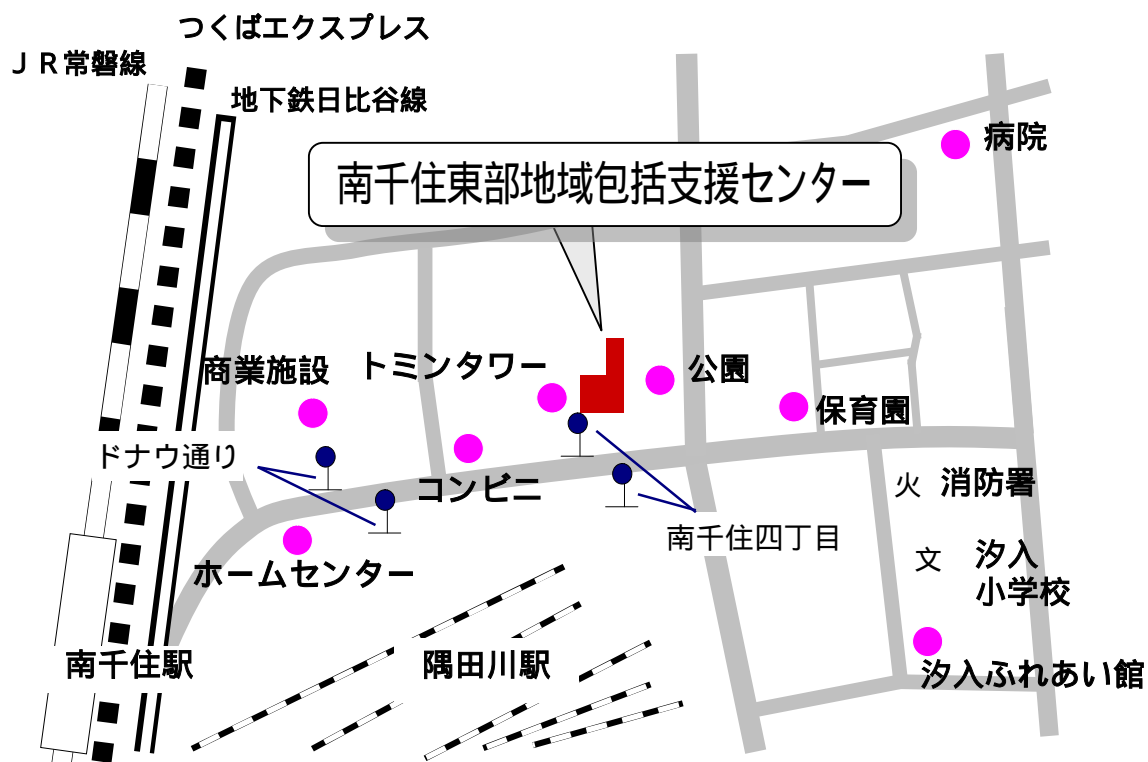 つくばエクスプレス
ＪＲ常磐線
地下鉄日比谷線
病院
南千住東部地域包括支援センター
商業施設
トミンタワー
公園
保育園
ドナウ通り
コンビニ
火 消防署
南千住四丁目
文 汐入
小学校
ホームセンター
南千住駅
隅田川駅
汐入ふれあい館